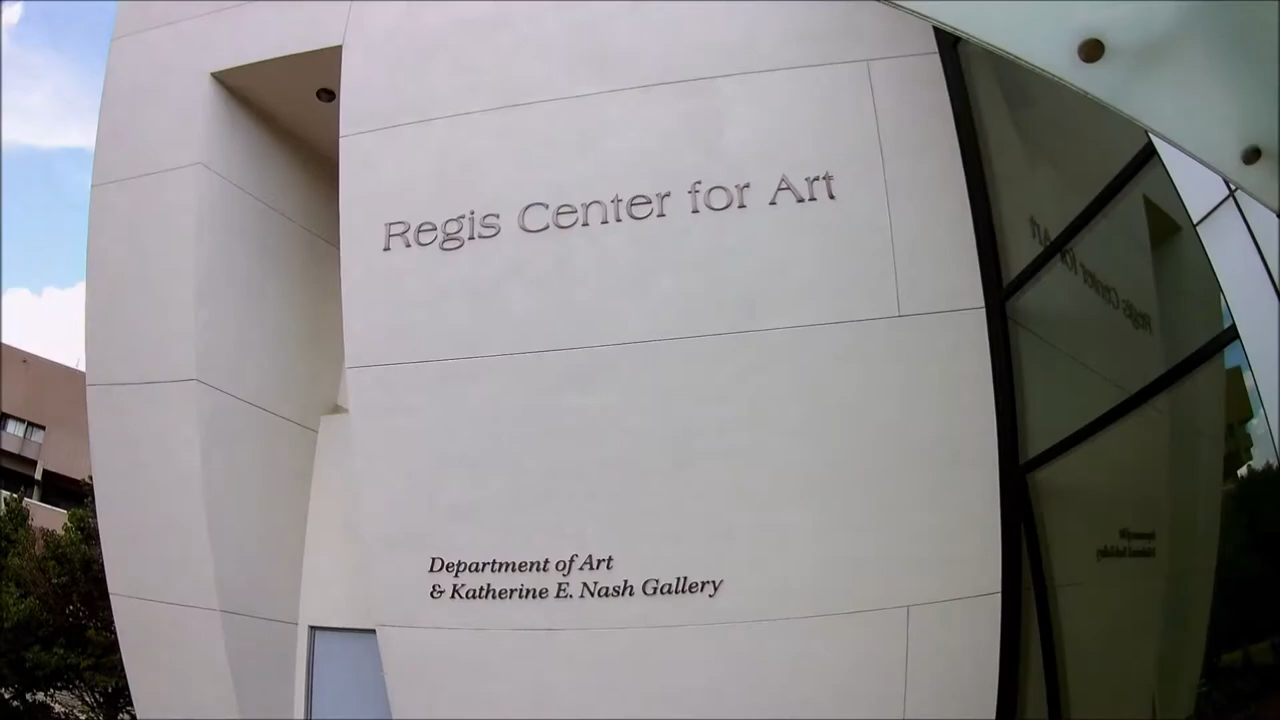 Regis Center for Art
Department of Art
& Katherine E. Nash Gallery